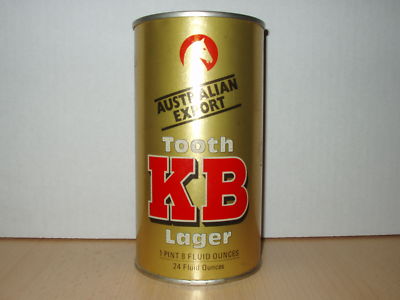 AUSTRALIAN
EXPORT
Tooth
KB
Lager
1 PINT 8 FLUID OUNCES
24 Fluid Ounces